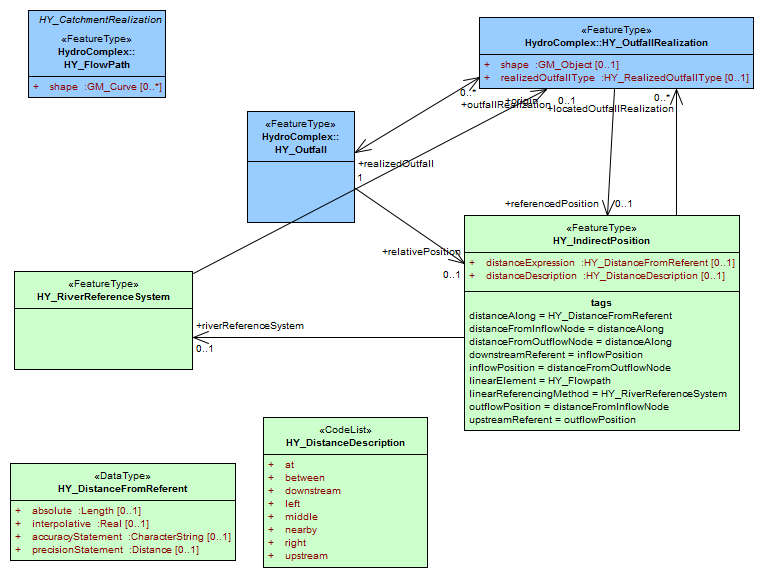 HY_CatchmentRealization
«FeatureType»
HydroComplex::
HY_FlowPath
+ shape :GM_Curve [0..*]
«FeatureType»
HydroComplex::HY_OutfallRealization
+ shape :GM_Object [0..1]
+ realizedOutfallType :HY_RealizedOutfallType [0..1]
0..*
+outfallRealization
+origin
0..1
+locatedOutfallRealization
0..*
«FeatureType»
HydroComplex::
HY_Outfall
+realizedOutfall
1
+referencedPosition
0..1
+relativePosition
0..1
«FeatureType»
HY_IndirectPosition
+ distanceExpression :HY_DistanceFromReferent [0..1]
+ distanceDescription :HY_DistanceDescription [0..1]
tags
distanceAlong = HY_DistanceFromReferent
distanceFromInflowNode = distanceAlong
distanceFromOutflowNode = distanceAlong
downstreamReferent = inflowPosition
inflowPosition = distanceFromOutflowNode
linearElement = HY_Flowpath
linearReferencingMethod = HY_RiverReferenceSystem
outflowPosition = distanceFromInflowNode
upstreamReferent = outflowPosition
«FeatureType»
HY_RiverReferenceSystem
+riverReferenceSystem
0..1
«CodeList»
HY_DistanceDescription
+ at
+ between
+ downstream
+ left
+ middle
+ nearby
+ right
+ upstream
«DataType»
HY_DistanceFromReferent
+ absolute :Length [0..1]
+ interpolative :Real [0..1]
+ accuracyStatement :CharacterString [0..1]
+ precisionStatement :Distance [0..1]